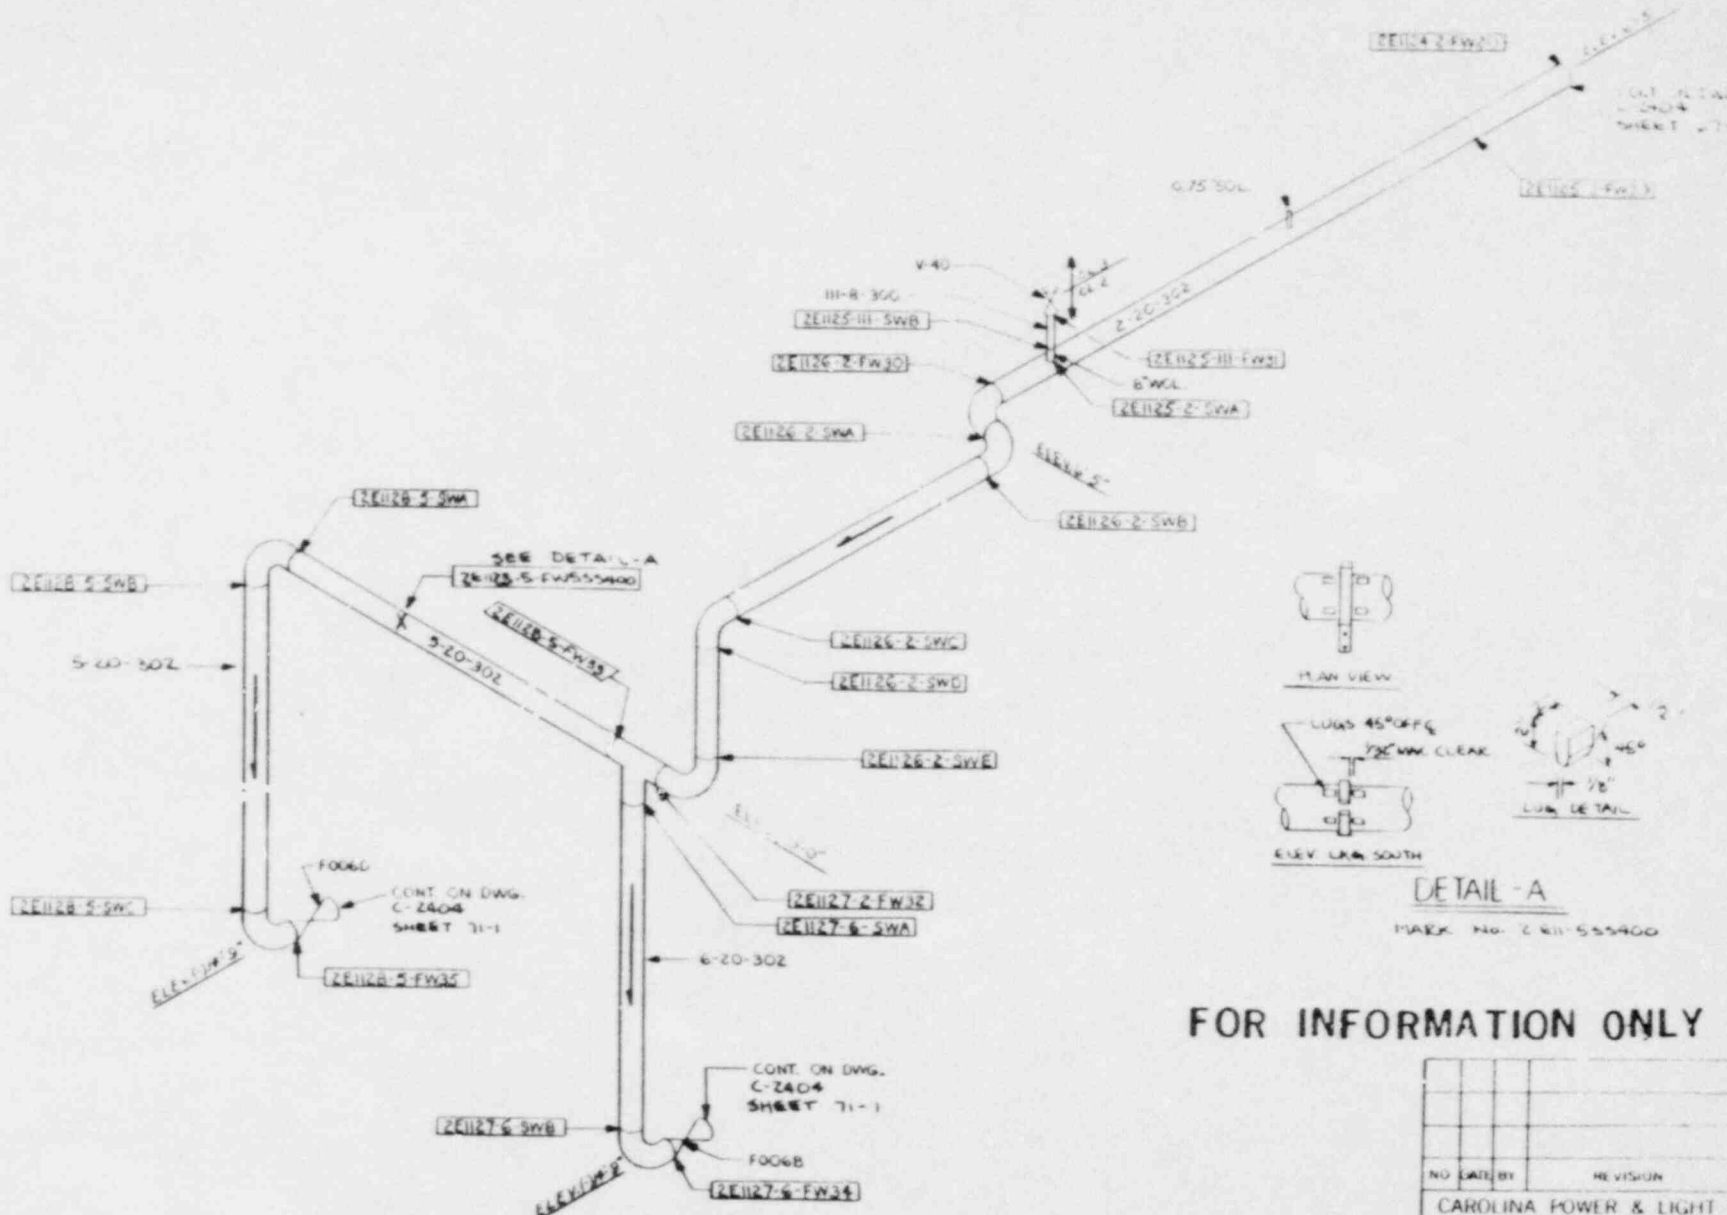 SHEET
0.75 SOL
V-40
CL 2
111-8-300
2-20-302
2E1125-111-SWB
2E1126-2-FW30
2E1125-111-FW31
8" WOL
2E1125-2-SWA
2E1126-2-SWA
2E1126-2-SWB
2E1128-5-SWA
SEE DETAIL-A
2E1128-5-SWB
2E1128-5-FW33
5-20-302
5-20-302
2E1126-2-SWC
2E1126-2-SWD
2E1126-2-SWE
PLAN VIEW
LUGS 45° OFF ℄
1/32" MAX CLEAR
45°
1/8"
LUG DETAIL
ELEV. LKG SOUTH
DETAIL-A
CONT. ON DWG.
C-2404
SHEET 71-1
2E1128-5-SWC
2E1128-5-FW35
2E1127-2-FW32
2E1127-6-SWA
6-20-302
FOR INFORMATION ONLY
CONT. ON DWG.
C-2404
SHEET 71-1
2E1127-6-SWB
F006B
2E1127-6-FW34
NO DATE BY REVISION
CAROLINA POWER & LIGHT